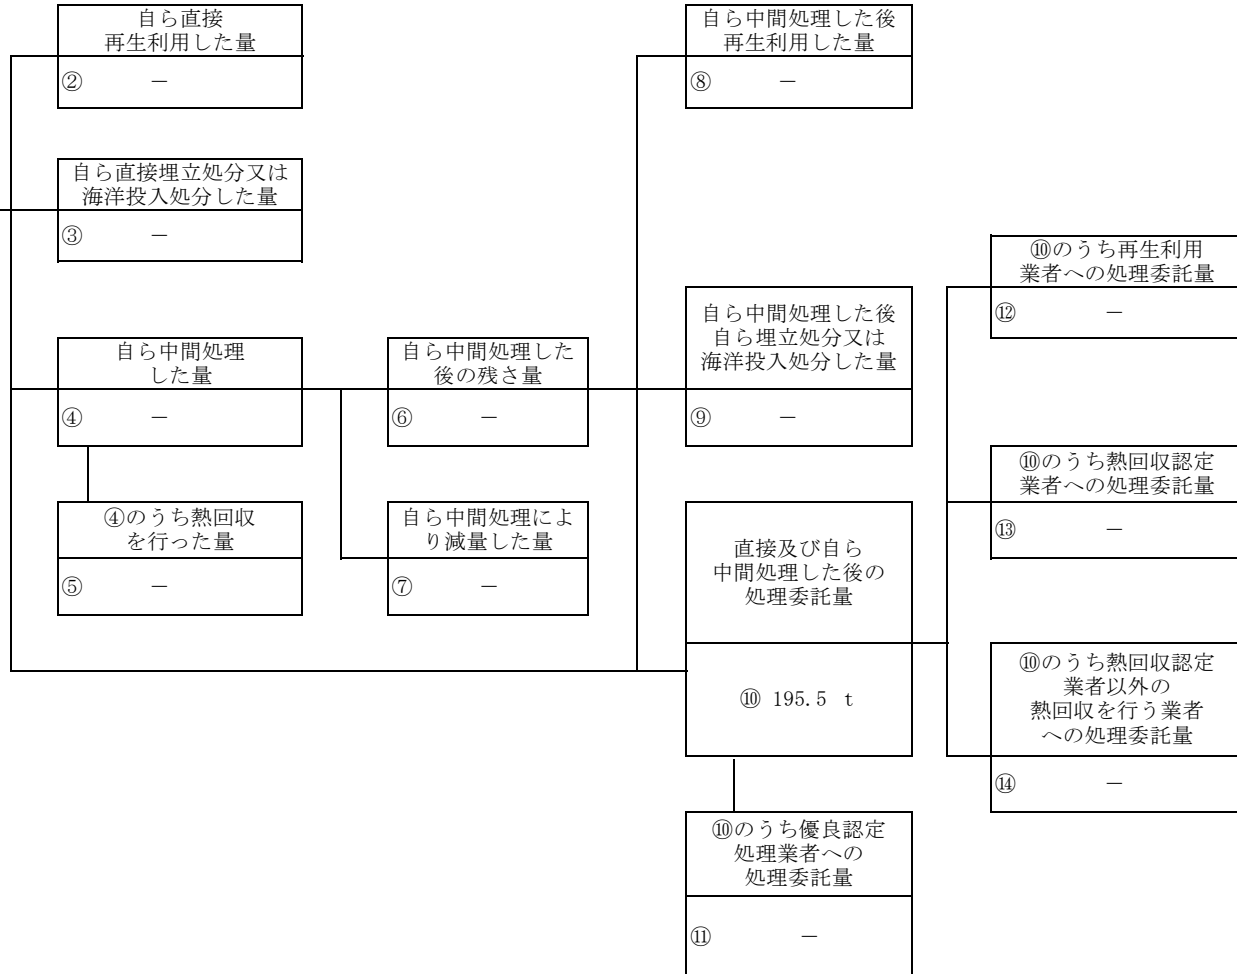 自ら直接
再生利用した量
② －
自ら直接埋立処分又は
海洋投入処分した量
③ －
自ら中間処理
した量
④ －
④のうち熱回収
を行った量
⑤ －
自ら中間処理した
後の残さ量
⑥ －
自ら中間処理によ
り減量した量
⑦ －
自ら中間処理した後
再生利用した量
⑧ －
自ら中間処理した後
自ら埋立処分又は
海洋投入処分した量
⑨ －
直接及び自ら
中間処理した後の
処理委託量
⑩ 195.5 t
⑩のうち優良認定
処理業者への
処理委託量
⑪ －
⑩のうち再生利用
業者への処理委託量
⑫ －
⑩のうち熱回収認定
業者への処理委託量
⑬ －
⑩のうち熱回収認定
業者以外の
熱回収を行う業者
への処理委託量
⑭ －